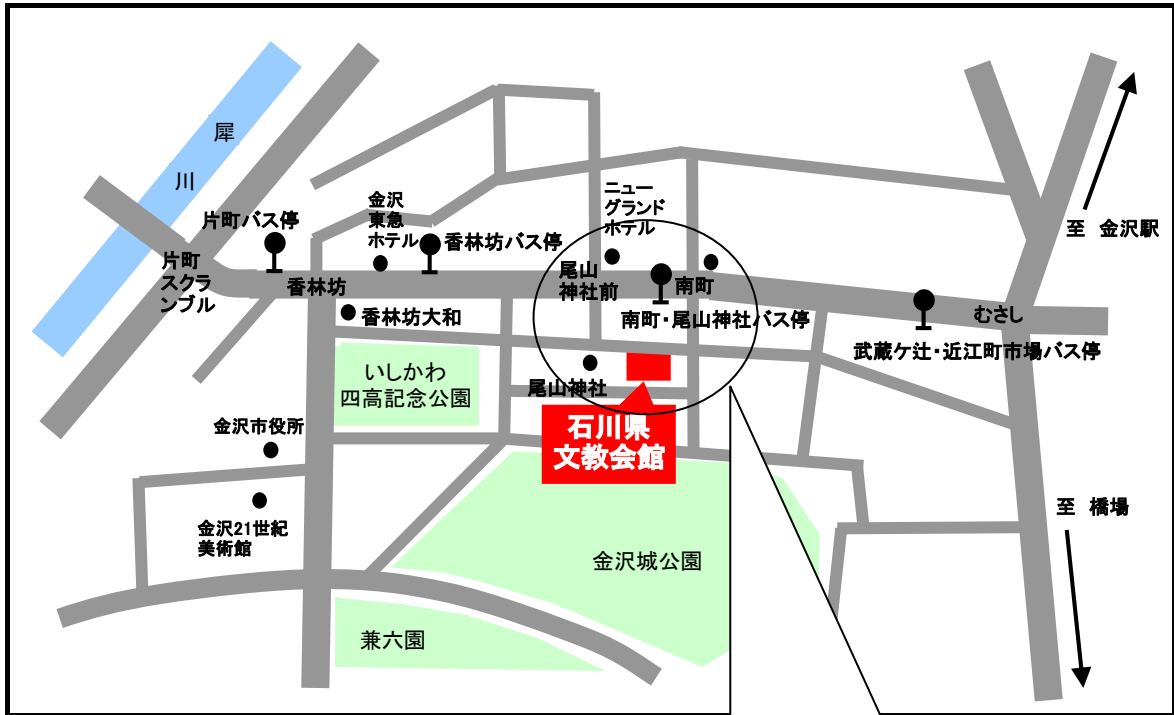 犀
川
片町バス停
片町
スクラ
ンブル
金沢
東急
ホテル
香林坊バス停
香林坊
香林坊大和
ニュー
グランド
ホテル
尾山
神社前
南町
南町・尾山神社バス停
至 金沢駅
むさし
武蔵ケ辻・近江町市場バス停
いしかわ
四高記念公園
尾山神社
石川県
文教会館
金沢市役所
金沢21世紀
美術館
金沢城公園
兼六園
至 橋場